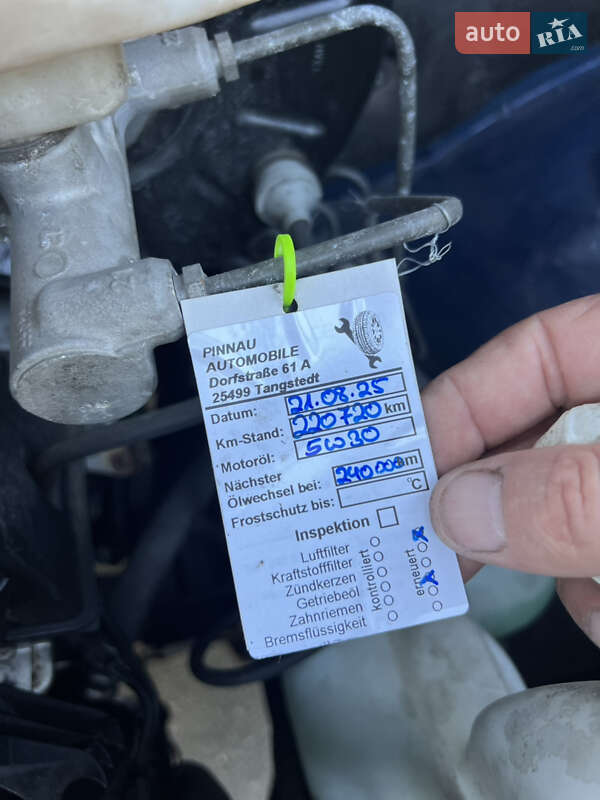 auto RIA
.com
PINNAU
AUTOMOBILE
Dorfstraße 61 A
25499 Tangstedt
Datum: 21.08.25
Km-Stand: 220720 km
Motoröl: 5W30
Nächster
Ölwechsel bei: 240000 km
Frostschutz bis: °C
Inspektion
Luftfilter
Kraftstofffilter
Zündkerzen
Getriebeöl
Zahnriemen
Bremsflüssigkeit
kontrolliert
erneuert